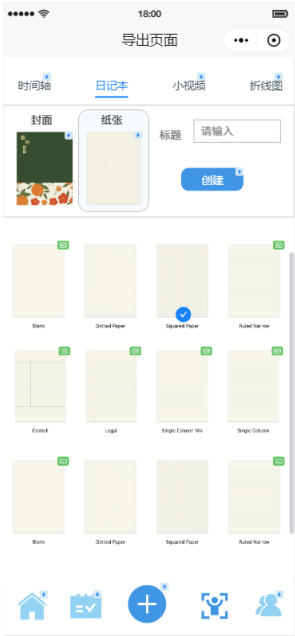 18:00
导出页面
时间轴 日记本 小视频 折线图
封面 纸张
标题 请输入
创建
Blank Dotted Paper Squared Paper Ruled Narrow
Cornell Legal Single Column Mix Single Column
Blank Dotted Paper Squared Paper Ruled Narrow